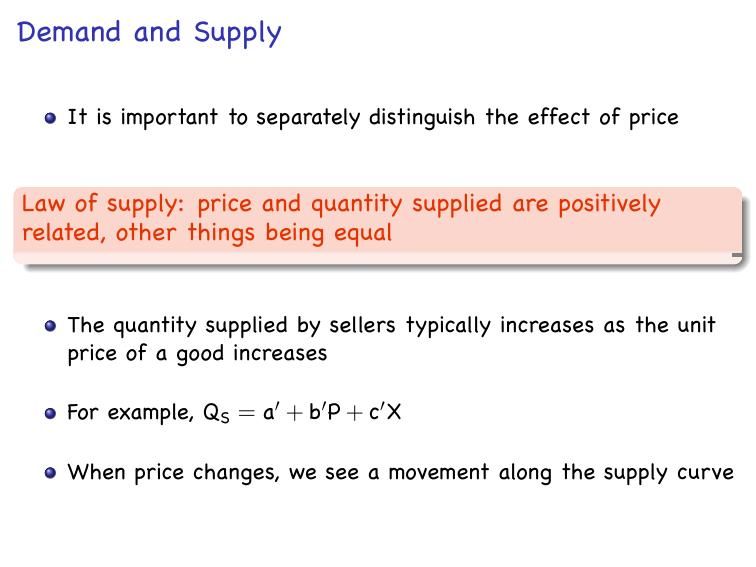 Demand and Supply
It is important to separately distinguish the effect of price
Law of supply: price and quantity supplied are positively
related, other things being equal
The quantity supplied by sellers typically increases as the unit
price of a good increases
For example, Qₛ = a′ + b′P + c′X
When price changes, we see a movement along the supply curve